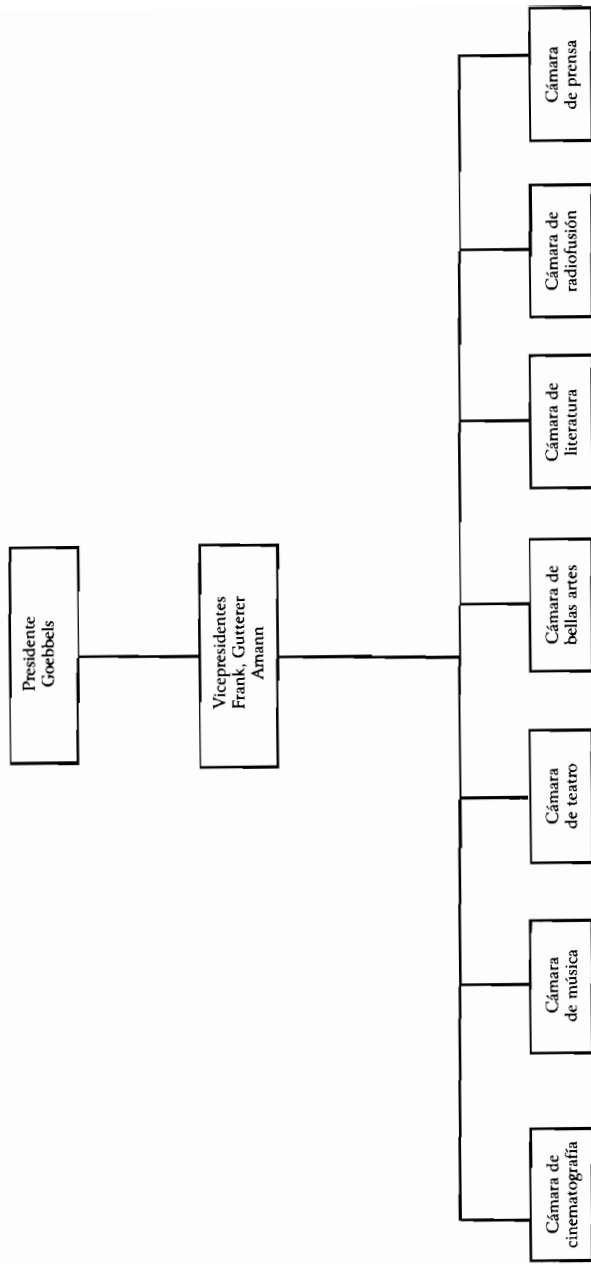 Presidente
Goebbels
Vicepresidentes
Frank, Gutterer
Amann
Cámara de
cinematografía
Cámara
de música
Cámara
de teatro
Cámara de
bellas artes
Cámara de
literatura
Cámara de
radiofusión
Cámara
de prensa